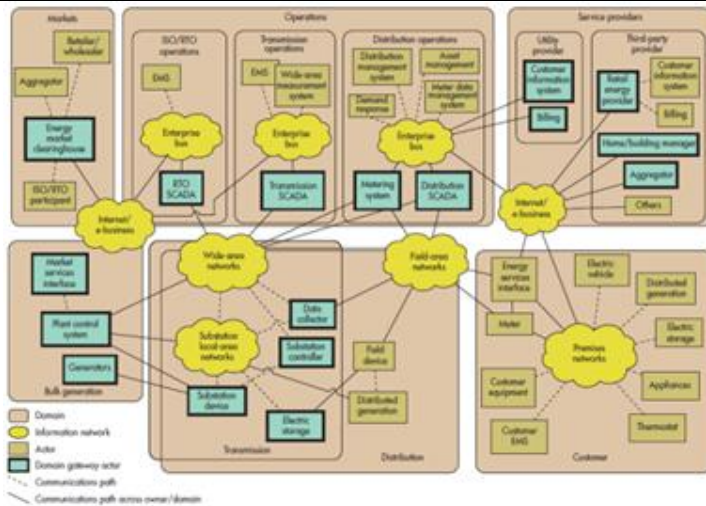 Markets
Retailer/
wholesaler
Aggregator
Energy
market
clearinghouse
ISO/RTO
participant
Internet/
e-business
Operations
ISO/RTO
operations
EMS
Enterprise
bus
RTO
SCADA
Transmission
operations
EMS
Wide-area
measurement
system
Enterprise
bus
Transmission
SCADA
Distribution operations
Distribution
management
system
Asset
management
Demand
response
Meter data
management
system
Enterprise
bus
Metering
system
Distribution
SCADA
Service providers
Utility
provider
Customer
information
system
Billing
Third-party
provider
Retail
energy
provider
Customer
information
system
Billing
Home/building manager
Aggregator
Others
Internet/
e-business
Market
services
interface
Plant control
system
Generators
Bulk generation
Wide-area
networks
Substation
local-area
networks
Substation
device
Data
collector
Substation
controller
Electric
storage
Transmission
Field-area
networks
Field
device
Distributed
generation
Distribution
Energy
services
interface
Meter
Electric
vehicle
Distributed
generation
Electric
storage
Premises
networks
Customer
equipment
Customer
EMS
Appliances
Thermostat
Customer
Domain
Information network
Actor
Domain gateway actor
Communications path
Communications path across owner/domain